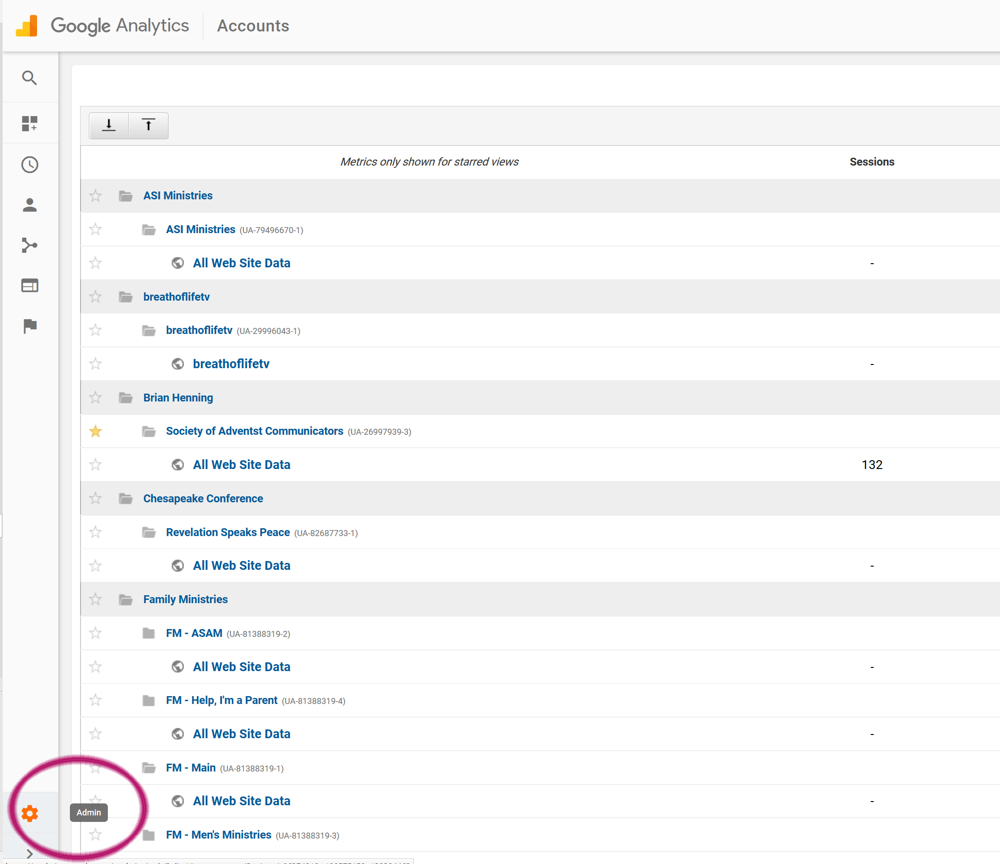 Google Analytics Accounts
Metrics only shown for starred views Sessions
ASI Ministries
ASI Ministries (UA-79496670-1)
All Web Site Data -
breathoflifetv
breathoflifetv (UA-29996043-1)
breathoflifetv -
Brian Henning
Society of Adventst Communicators (UA-26997939-3)
All Web Site Data 132
Chesapeake Conference
Revelation Speaks Peace (UA-82687733-1)
All Web Site Data -
Family Ministries
FM - ASAM (UA-81388319-2)
All Web Site Data -
FM - Help, I'm a Parent (UA-81388319-4)
All Web Site Data -
FM - Main (UA-81388319-1)
All Web Site Data -
Admin
FM - Men's Ministries (UA-81388319-3)